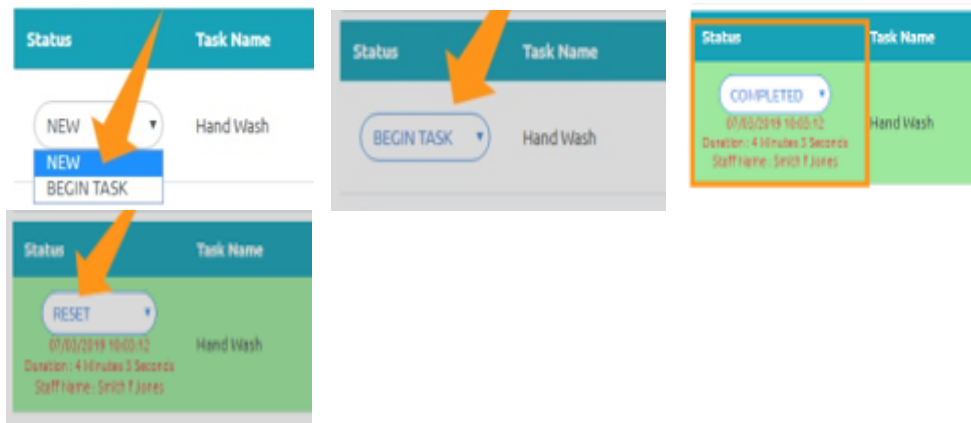 Status Task Name
NEW Hand Wash
NEW
BEGIN TASK
Status Task Name
BEGIN TASK Hand Wash
Status Task Name
COMPLETED
07/03/2019 10:03:12
Duration : 4 Minutes 3 Seconds
Staff Name : Smith F Jones
Hand Wash
Status Task Name
RESET
07/03/2019 10:03:12
Duration : 4 Minutes 3 Seconds
Staff Name : Smith F Jones
Hand Wash